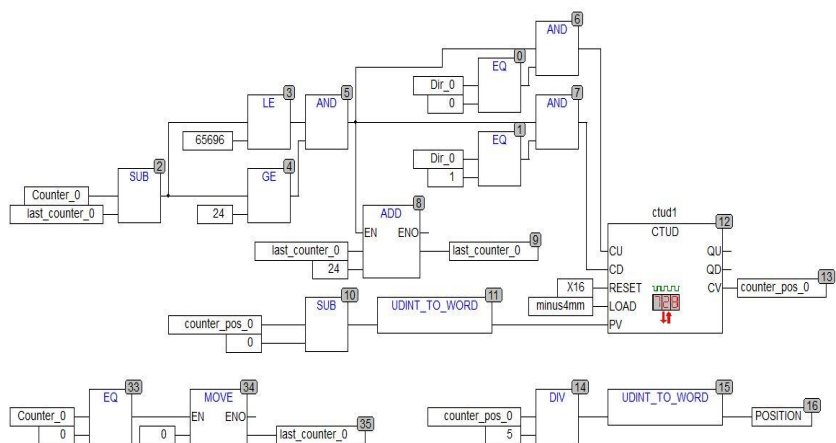 6
AND
0
EQ
Dir_0
0
3
LE
5
AND
7
AND
65696
1
EQ
2
SUB
4
GE
Dir_0
1
Counter_0
last_counter_0
24
8
ADD
EN ENO
9
last_counter_0
last_counter_0
24
ctud1
12
CTUD
CU QU
CD QD
X16
RESET CV
13
counter_pos_0
minus4mm
LOAD
728
PV
10
SUB
11
UDINT_TO_WORD
counter_pos_0
0
33
EQ
34
MOVE
Counter_0
0
EN ENO
0
35
last_counter_0
14
DIV
15
UDINT_TO_WORD
16
POSITION
counter_pos_0
5